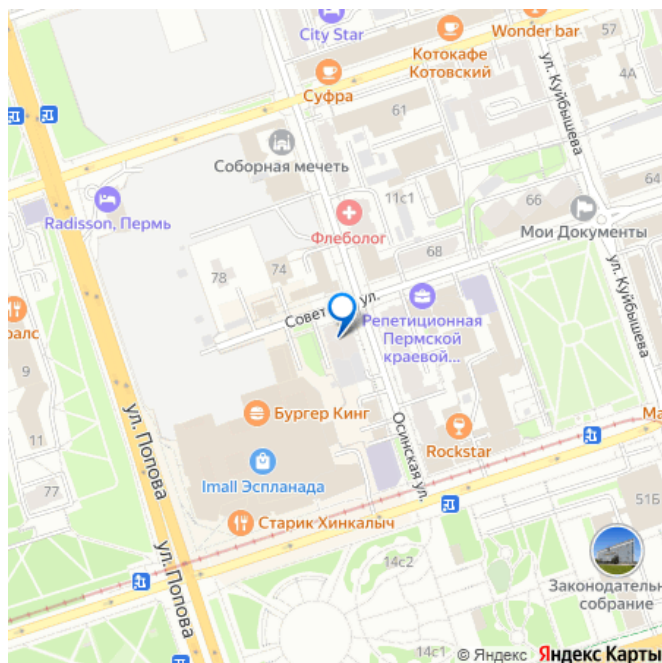 City Star
Wonder bar
57
Котокафе
Котовский
4А
ул. Куйбышева
Суфра
61
Соборная мечеть
64
11с1
66
Radisson, Пермь
Флеболог
Мои Документы
68
74
78
Советская ул.
Репетиционная
Пермской
краевой...
ул. Куйбышева
9
Бургер Кинг
Осинская ул.
Rockstar
ул. Попова
11
Imall Эспланада
77
Старик Хинкалыч
51Б
ул. Попова
14с2
Законодательн
собрание
14с1
© Яндекс Яндекс Карты